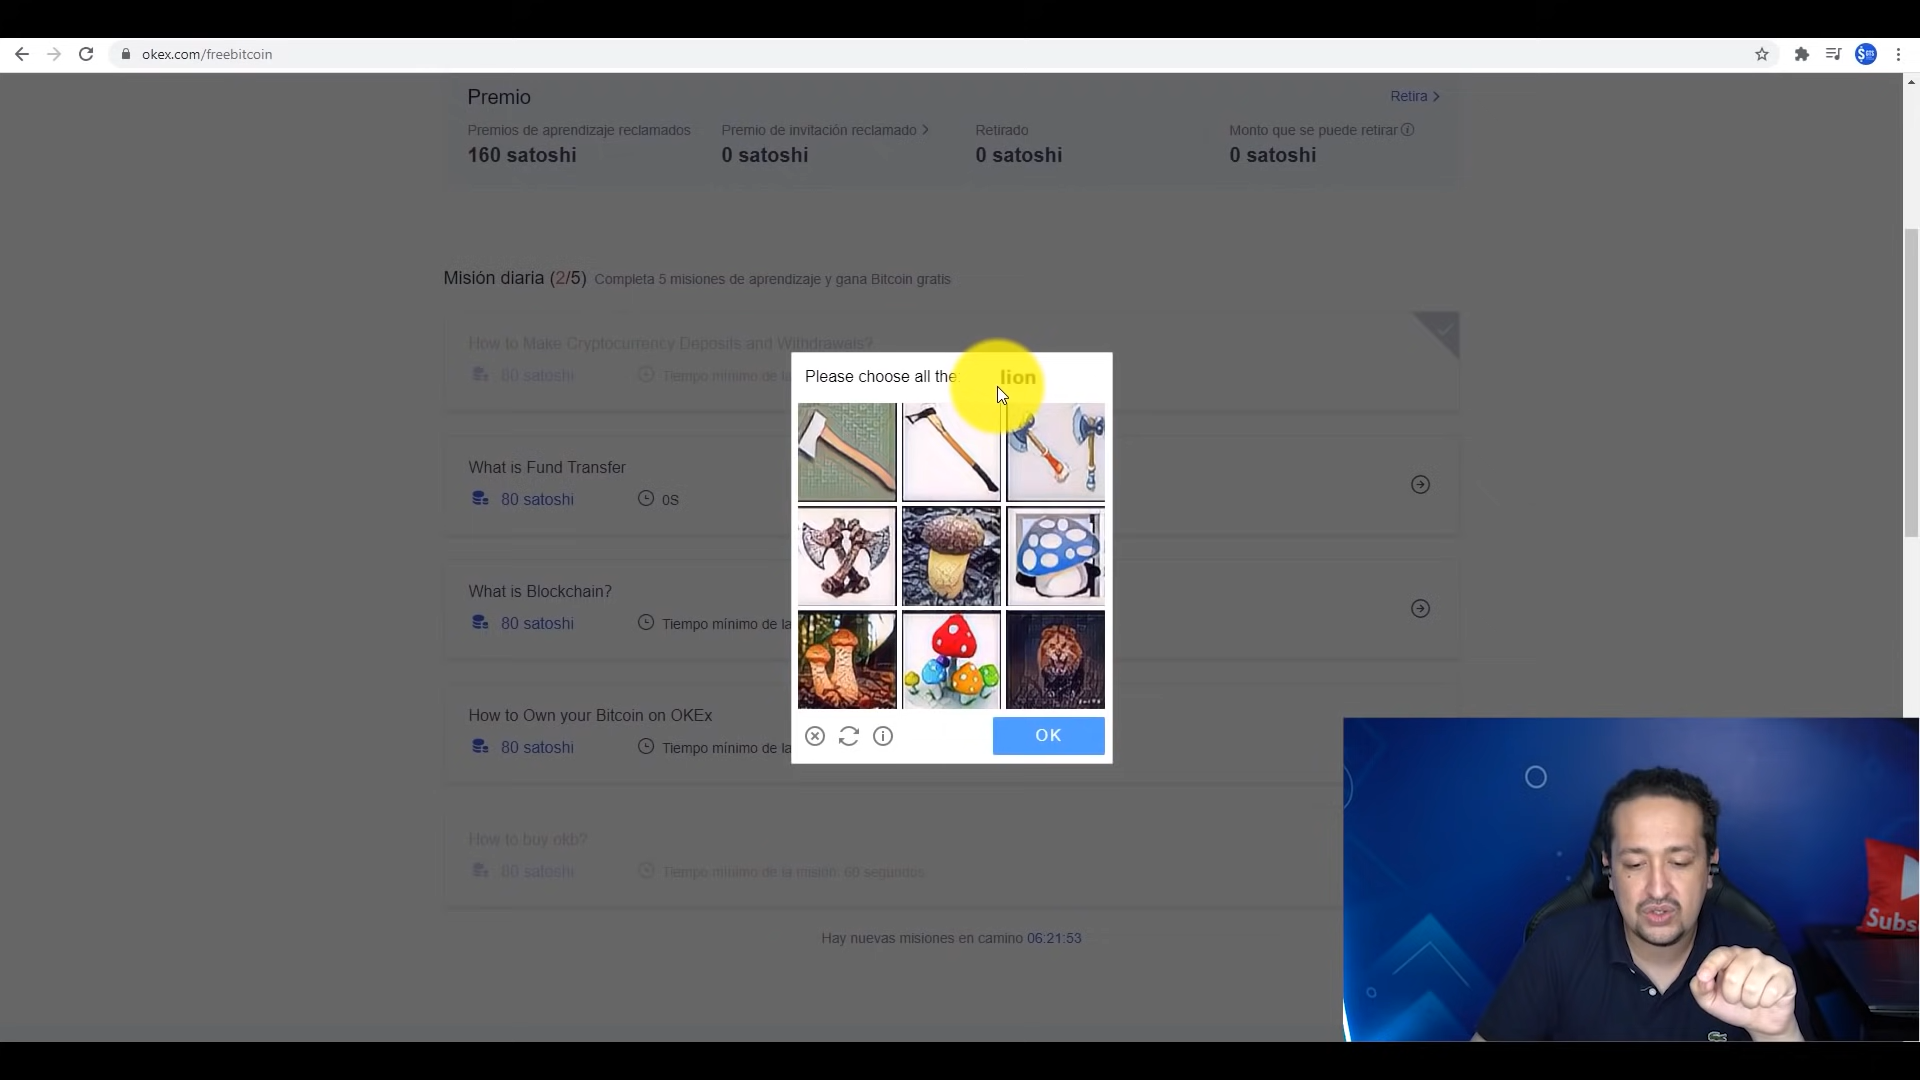 okex.com/freebitcoin
Premio
Retira
Premios de aprendizaje reclamados
Premio de invitación reclamado
Retirado
Monto que se puede retirar
160 satoshi
0 satoshi
0 satoshi
0 satoshi
Misión diaria (2/5) Completa 5 misiones de aprendizaje y gana Bitcoin gratis
How to Make Cryptocurrency Deposits and Withdrawals?
80 satoshi
Tiempo mínimo de la
Please choose all the:
lion
What is Fund Transfer
80 satoshi
0S
What is Blockchain?
80 satoshi
Tiempo mínimo de la
How to Own your Bitcoin on OKEx
80 satoshi
Tiempo mínimo de la
OK
How to buy okb?
80 satoshi
Tiempo mínimo de la misión: 60 segundos
Hay nuevas misiones en camino 06:21:53
Subs